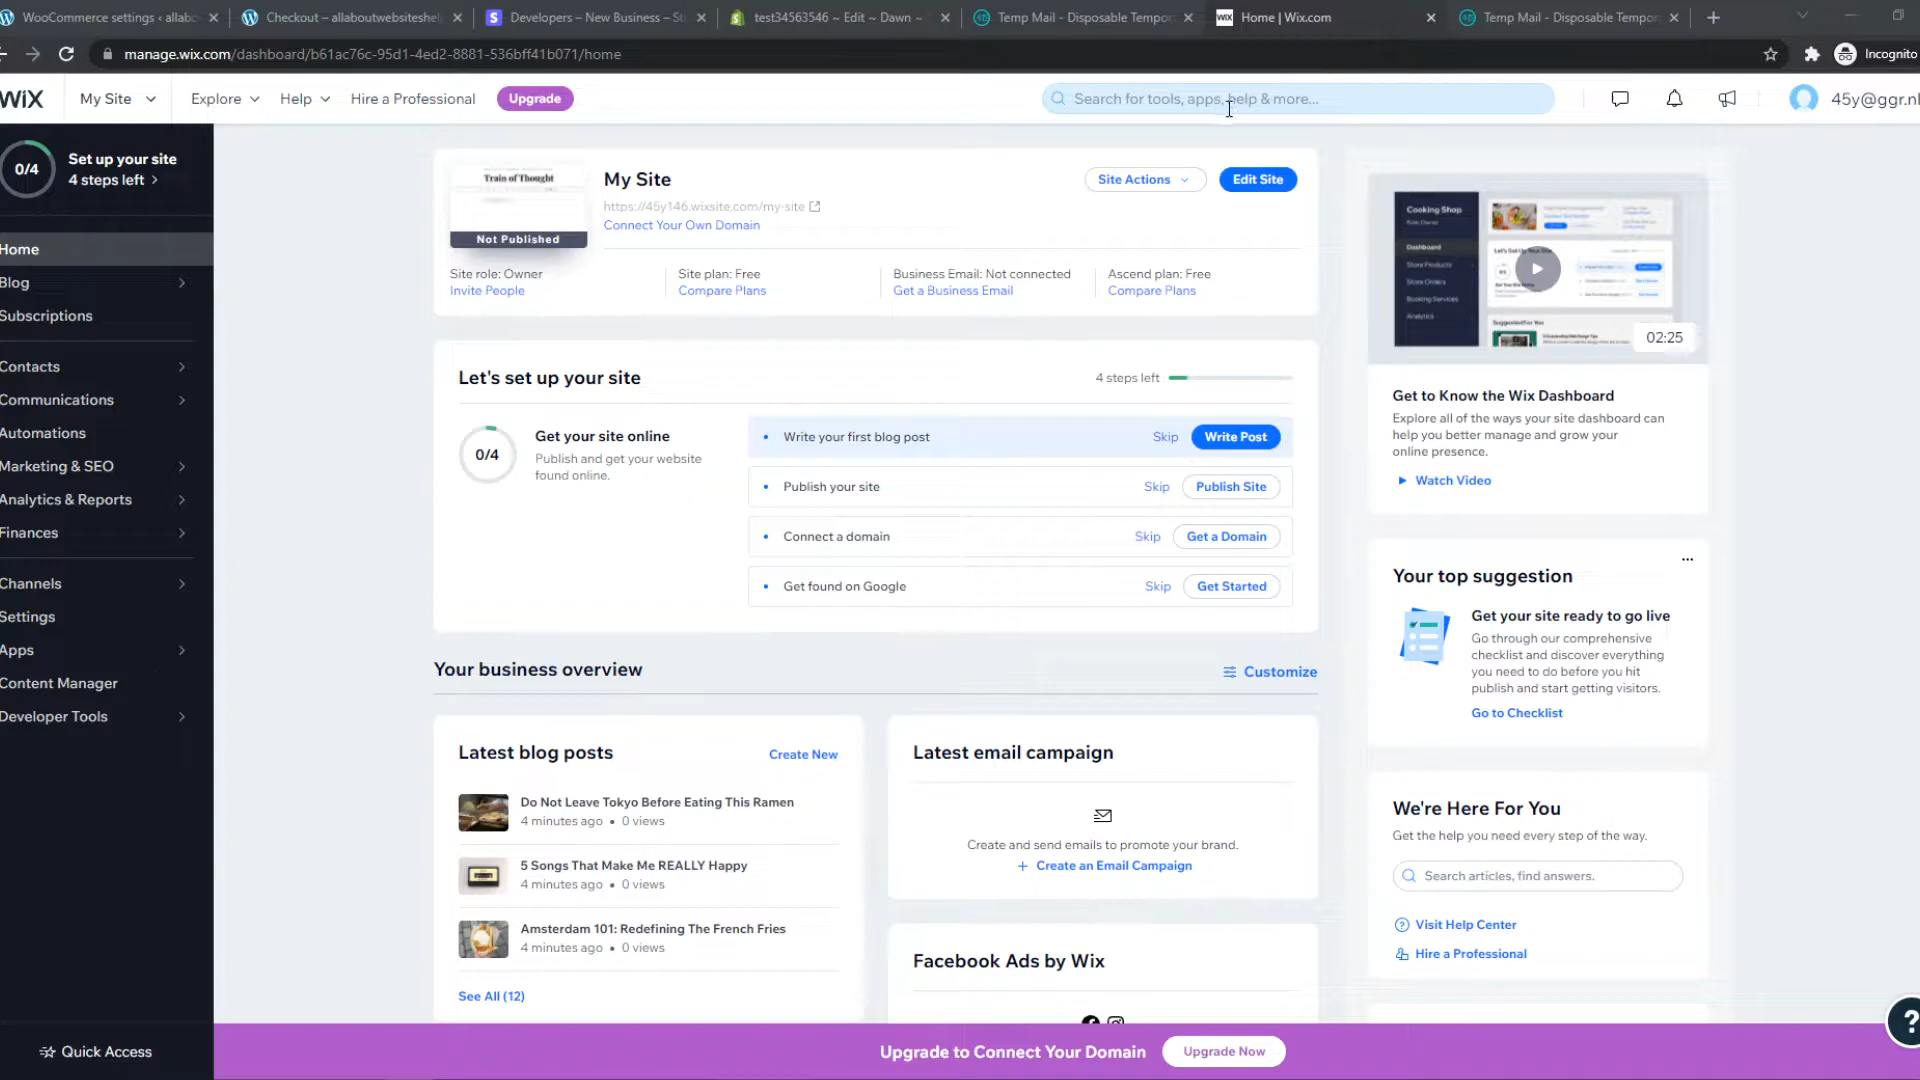 WooCommerce settings ‹ allabc
Checkout – allaboutwebsiteshel
Developers – New Business – St
test34563546 ~ Edit ~ Dawn ~
Temp Mail - Disposable Tempor
Home | Wix.com
Temp Mail - Disposable Tempor
manage.wix.com/dashboard/b61ac76c-95d1-4ed2-8881-536bff41b071/home
Incognito
WIX
My Site
Explore
Help
Hire a Professional
Upgrade
Search for tools, apps, help & more...
45y@ggr.nl
0/4
Set up your site
4 steps left
Home
Blog
Subscriptions
Contacts
Communications
Automations
Marketing & SEO
Analytics & Reports
Finances
Channels
Settings
Apps
Content Manager
Developer Tools
Quick Access
Train of Thought
Not Published
My Site
https://45y146.wixsite.com/my-site
Connect Your Own Domain
Site Actions
Edit Site
Site role: Owner
Invite People
Site plan: Free
Compare Plans
Business Email: Not connected
Get a Business Email
Ascend plan: Free
Compare Plans
Let's set up your site
4 steps left
0/4
Get your site online
Publish and get your website
found online.
Write your first blog post
Skip
Write Post
Publish your site
Skip
Publish Site
Connect a domain
Skip
Get a Domain
Get found on Google
Skip
Get Started
Your business overview
Customize
Latest blog posts
Create New
Do Not Leave Tokyo Before Eating This Ramen
4 minutes ago • 0 views
5 Songs That Make Me REALLY Happy
4 minutes ago • 0 views
Amsterdam 101: Redefining The French Fries
4 minutes ago • 0 views
See All (12)
Latest email campaign
Create and send emails to promote your brand.
+ Create an Email Campaign
Facebook Ads by Wix
Cooking Shop
Dashboard
Store Products
Store Orders
Booking Services
Analytics
02:25
Get to Know the Wix Dashboard
Explore all of the ways your site dashboard can
help you better manage and grow your
online presence.
Watch Video
Your top suggestion
Get your site ready to go live
Go through our comprehensive
checklist and discover everything
you need to do before you hit
publish and start getting visitors.
Go to Checklist
We're Here For You
Get the help you need every step of the way.
Search articles, find answers.
Visit Help Center
Hire a Professional
Upgrade to Connect Your Domain
Upgrade Now
?